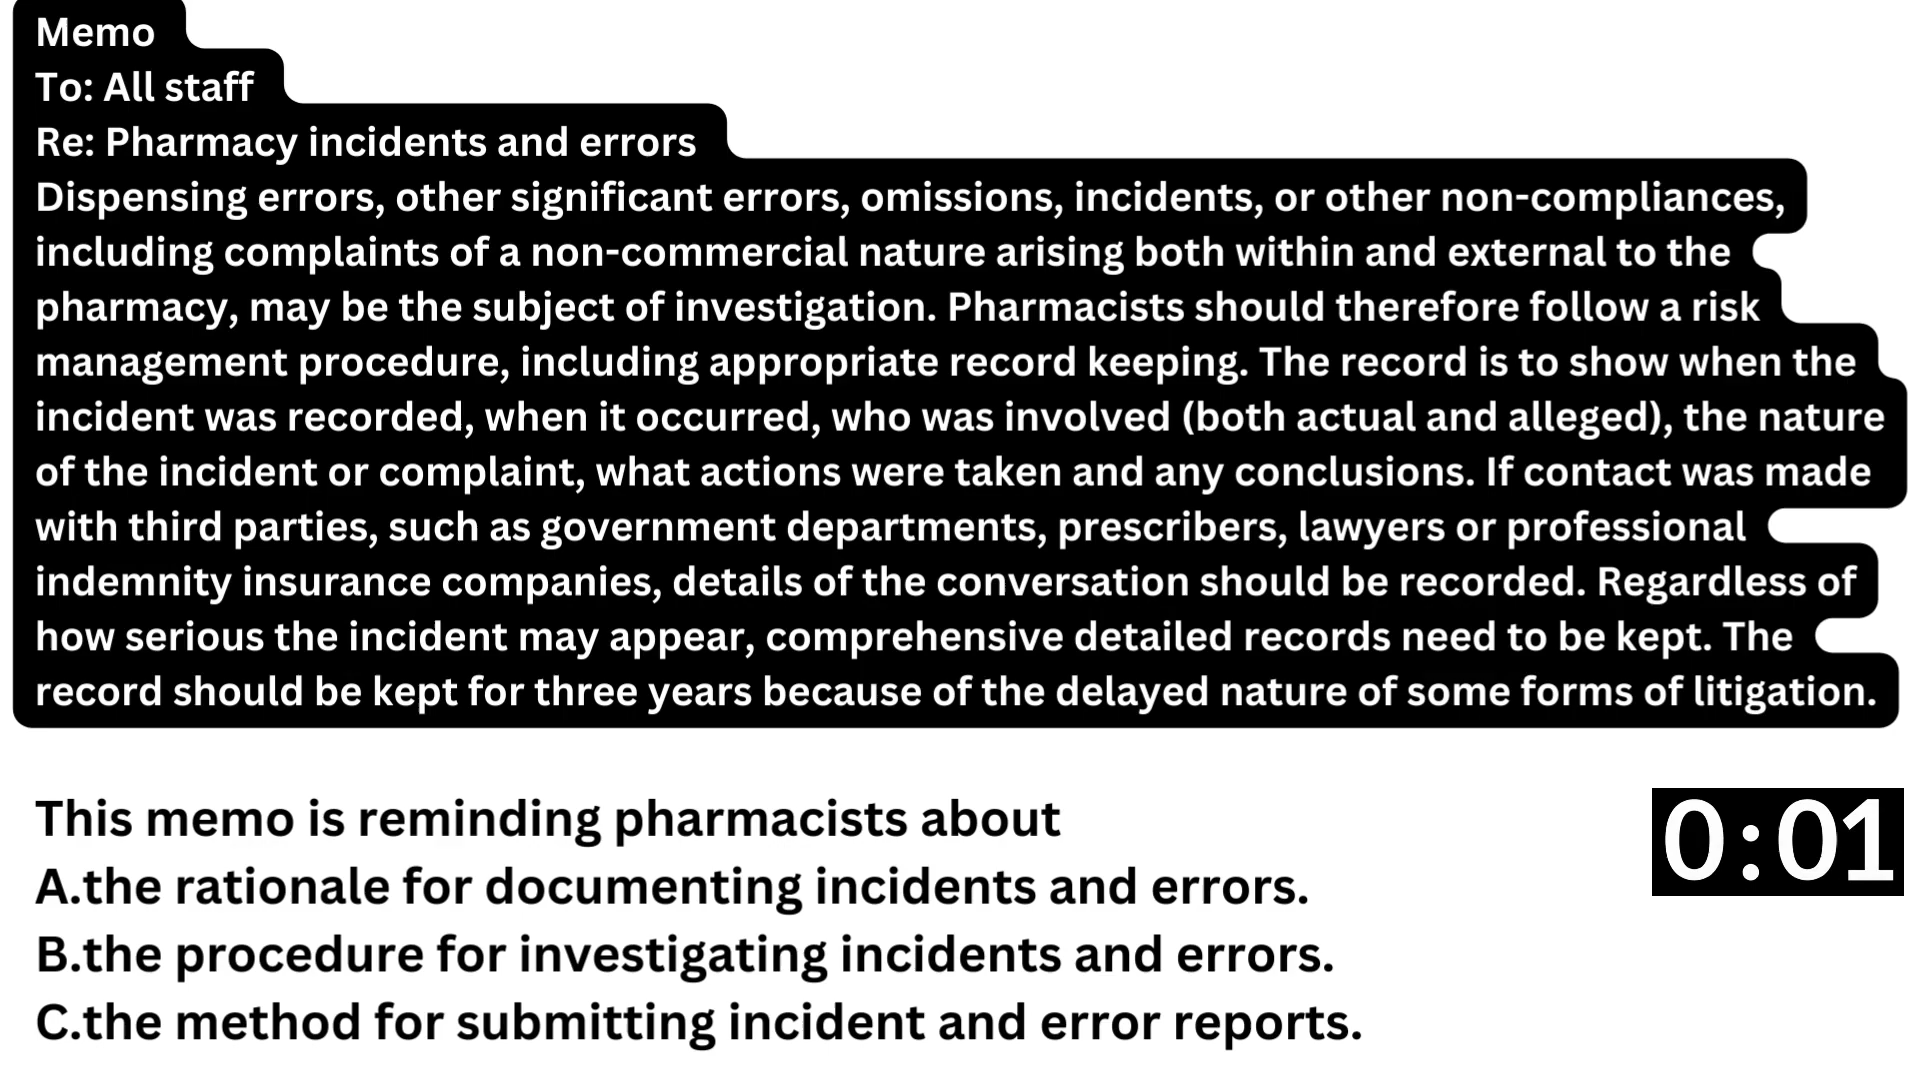 Memo
To: All staff
Re: Pharmacy incidents and errors
Dispensing errors, other significant errors, omissions, incidents, or other non-compliances,
including complaints of a non-commercial nature arising both within and external to the
pharmacy, may be the subject of investigation. Pharmacists should therefore follow a risk
management procedure, including appropriate record keeping. The record is to show when the
incident was recorded, when it occurred, who was involved (both actual and alleged), the nature
of the incident or complaint, what actions were taken and any conclusions. If contact was made
with third parties, such as government departments, prescribers, lawyers or professional
indemnity insurance companies, details of the conversation should be recorded. Regardless of
how serious the incident may appear, comprehensive detailed records need to be kept. The
record should be kept for three years because of the delayed nature of some forms of litigation.
This memo is reminding pharmacists about
A.the rationale for documenting incidents and errors.
B.the procedure for investigating incidents and errors.
C.the method for submitting incident and error reports.
0:01